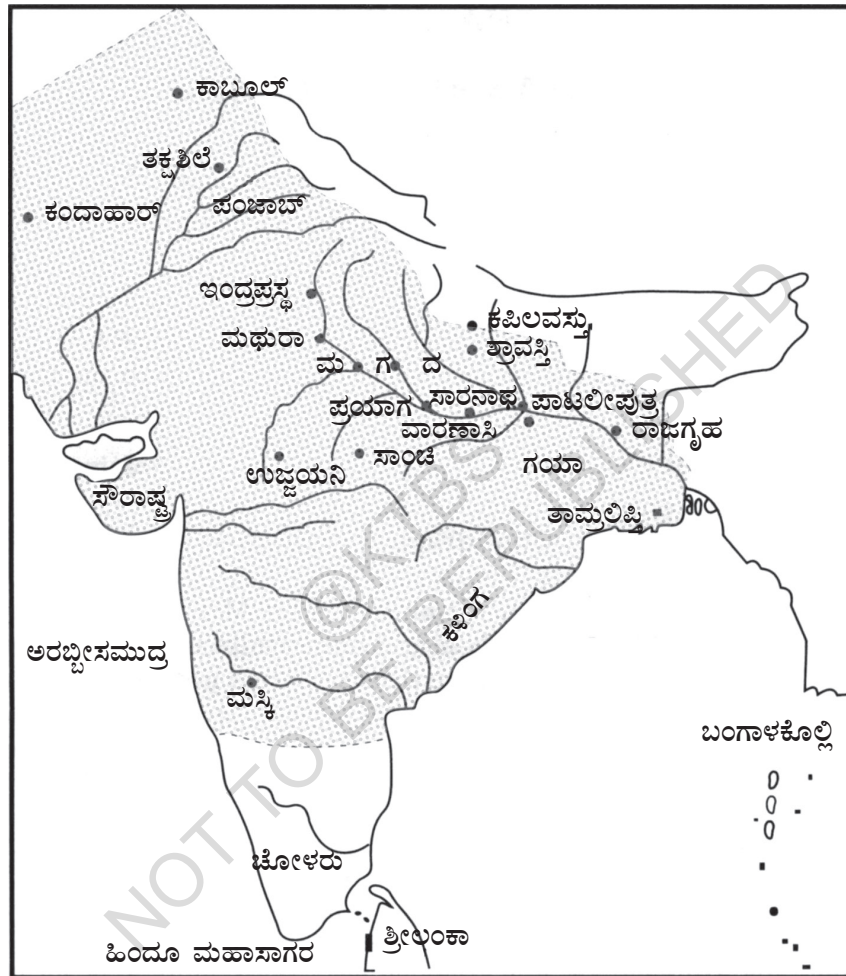 ಕಾಬೂಲ್
ತಕ್ಷಶಿಲೆ
ಪಂಜಾಬ್
ಕಂದಾಹಾರ್
ಇಂದ್ರಪ್ರಸ್ಥ
ಕಪಿಲವಸ್ತು
ಮಥುರಾ
ಶ್ರಾವಸ್ತಿ
ಮ ಗ ದ
ಪ್ರಯಾಗ ಸಾರನಾಥ ಪಾಟಲೀಪುತ್ರ
ವಾರಣಾಸಿ ರಾಜಗೃಹ
ಉಜ್ಜಯನಿ ಸಾಂಚಿ ಗಯಾ
ಸೌರಾಷ್ಟ್ರ
ತಾಮ್ರಲಿಪ್ತಿ
ಕಳಿಂಗ
ಅರಬ್ಬೀಸಮುದ್ರ
ಮಸ್ಕಿ
ಬಂಗಾಳಕೊಲ್ಲಿ
ಚೋಳರು
ಹಿಂದೂ ಮಹಾಸಾಗರ ಶ್ರೀಲಂಕಾ
@KTBS
NOT TO BE REPUBLISHED